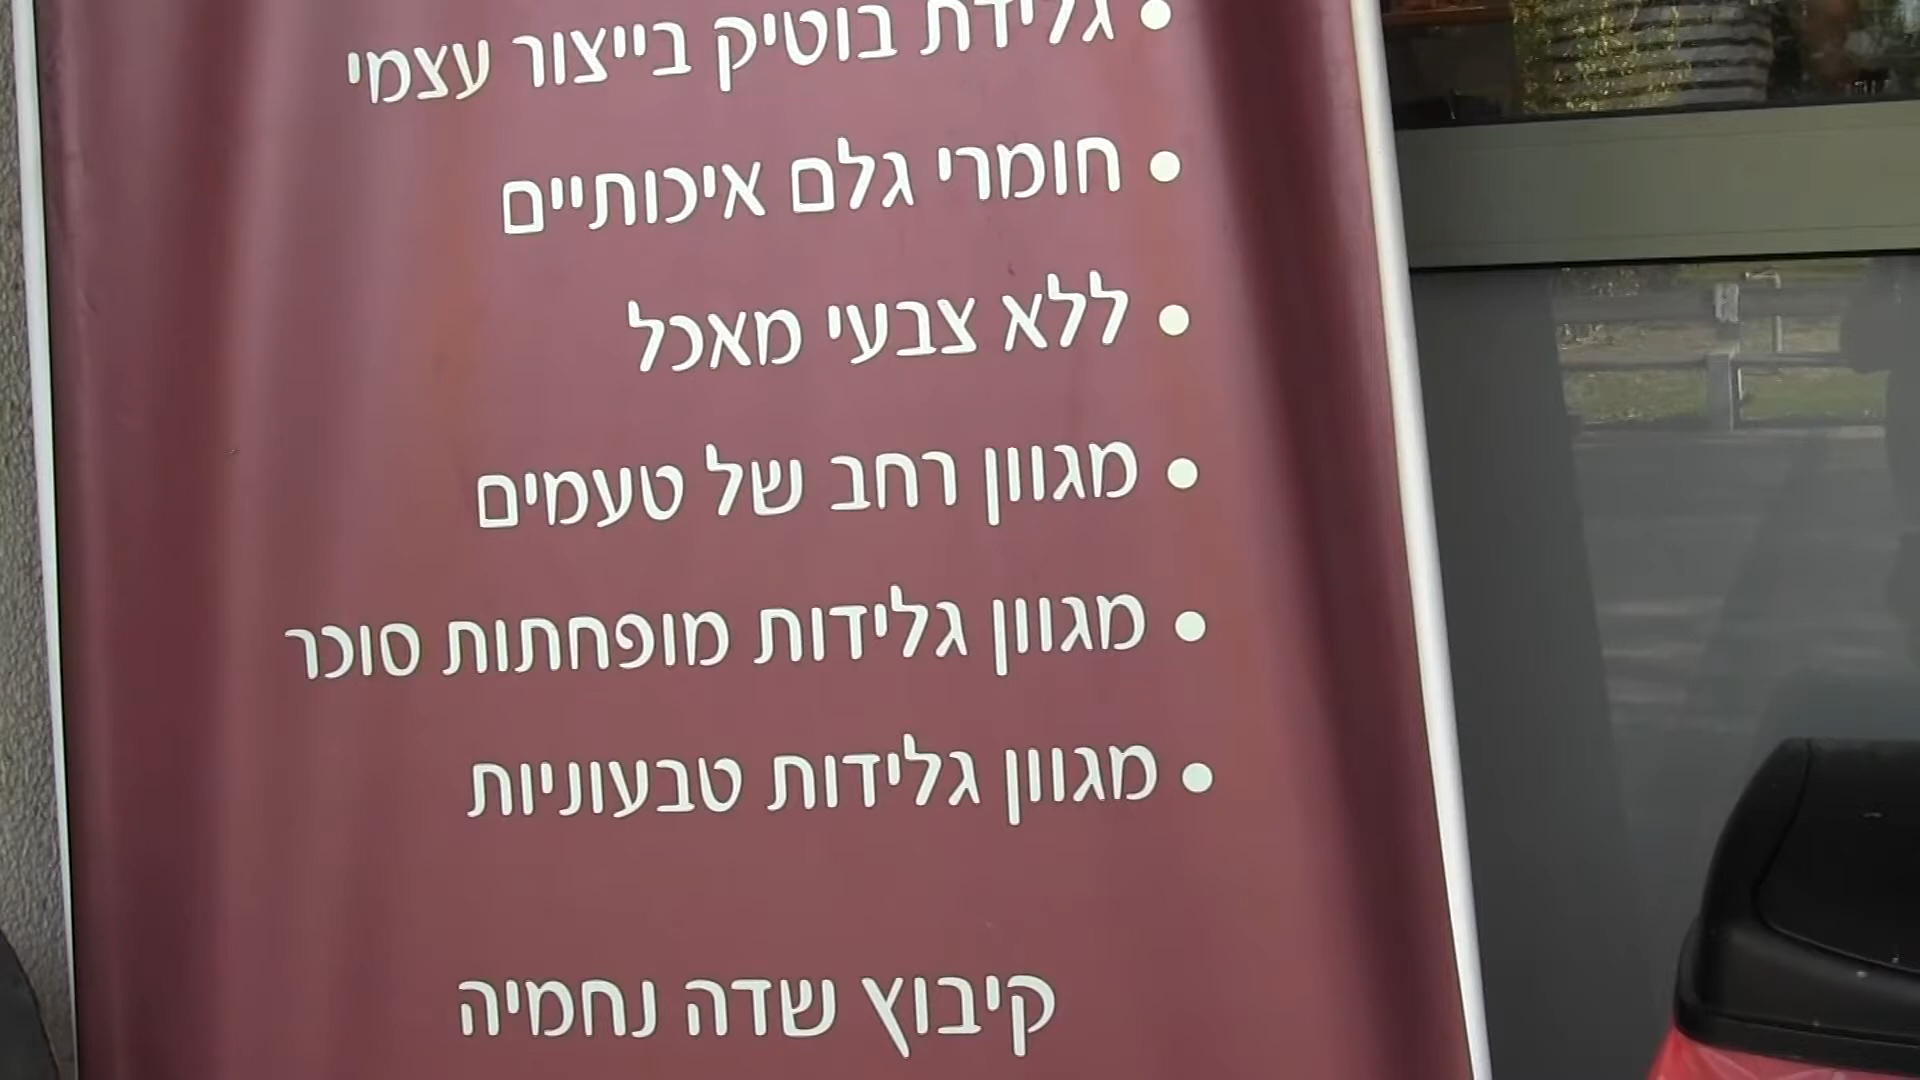 • גלידת בוטיק בייצור עצמי
• חומרי גלם איכותיים
• ללא צבעי מאכל
• מגוון רחב של טעמים
• מגוון גלידות מופחתות סוכר
• מגוון גלידות טבעוניות
קיבוץ שדה נחמיה